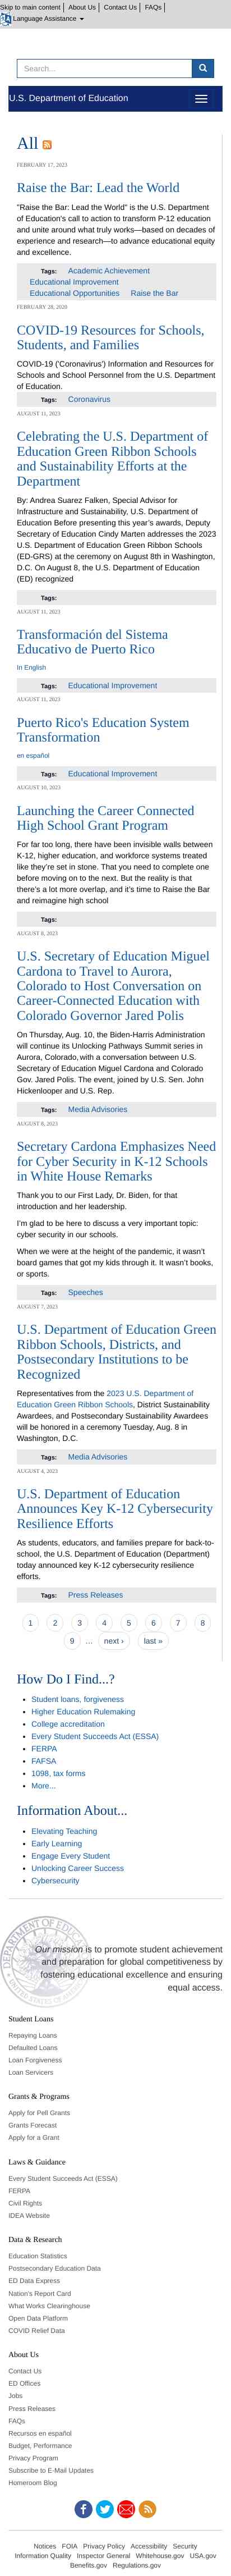 Skip to main content | About Us | Contact Us | FAQs |
Language Assistance
Search...
U.S. Department of Education
All
FEBRUARY 17, 2023
Raise the Bar: Lead the World
"Raise the Bar: Lead the World" is the U.S. Department
of Education's call to action to transform P-12 education
and unite around what truly works—based on decades of
experience and research—to advance educational equity
and excellence.
Tags: Academic Achievement
Educational Improvement
Educational Opportunities Raise the Bar
FEBRUARY 28, 2020
COVID-19 Resources for Schools,
Students, and Families
COVID-19 ('Coronavirus') Information and Resources for
Schools and School Personnel from the U.S. Department
of Education.
Tags: Coronavirus
AUGUST 11, 2023
Celebrating the U.S. Department of
Education Green Ribbon Schools
and Sustainability Efforts at the
Department
By: Andrea Suarez Falken, Special Advisor for
Infrastructure and Sustainability, U.S. Department of
Education Before presenting this year's awards, Deputy
Secretary of Education Cindy Marten addresses the 2023
U.S. Department of Education Green Ribbon Schools
(ED-GRS) at the ceremony on August 8th in Washington,
D.C. On August 8, the U.S. Department of Education
(ED) recognized
Tags:
AUGUST 11, 2023
Transformación del Sistema
Educativo de Puerto Rico
In English
Tags: Educational Improvement
AUGUST 11, 2023
Puerto Rico's Education System
Transformation
en español
Tags: Educational Improvement
AUGUST 10, 2023
Launching the Career Connected
High School Grant Program
For far too long, there have been invisible walls between
K-12, higher education, and workforce systems treated
like they're lost in time. That you need to complete one
before moving on to the next. But the reality is that
there's a lot more overlap, and it's time to Raise the Bar
and reimagine high school
Tags:
AUGUST 8, 2023
U.S. Secretary of Education Miguel
Cardona to Travel to Aurora,
Colorado to Host Conversation on
Career-Connected Education with
Colorado Governor Jared Polis
On Thursday, Aug. 10, the Biden-Harris Administration
will continue its Unlocking Pathways Summit series in
Aurora, Colorado, with a conversation between U.S.
Secretary of Education Miguel Cardona and Colorado
Gov. Jared Polis. The event, joined by U.S. Sen. John
Hickenlooper and U.S. Rep.
Tags: Media Advisories
AUGUST 8, 2023
Secretary Cardona Emphasizes Need
for Cyber Security in K-12 Schools
in White House Remarks
Thank you to our First Lady, Dr. Biden, for that
introduction and her leadership.
I'm glad to be here to discuss a very important topic:
cyber security in our schools.
When we were at the height of the pandemic, it wasn't
board games that got my kids through it. It wasn't books,
or sports.
Tags: Speeches
AUGUST 7, 2023
U.S. Department of Education Green
Ribbon Schools, Districts, and
Postsecondary Institutions to be
Recognized
Representatives from the 2023 U.S. Department of
Education Green Ribbon Schools, District Sustainability
Awardees, and Postsecondary Sustainability Awardees
will be honored in a ceremony Tuesday, Aug. 8 in
Washington, D.C.
Tags: Media Advisories
AUGUST 4, 2023
U.S. Department of Education
Announces Key K-12 Cybersecurity
Resilience Efforts
As students, educators, and families prepare for back-to-
school, the U.S. Department of Education (Department)
today announced key K-12 cyber security resilience
efforts.
Tags: Press Releases
1 2 3 4 5 6 7 8
9 … next › last »
How Do I Find...?
• Student loans, forgiveness
• Higher Education Rulemaking
• College accreditation
• Every Student Succeeds Act (ESSA)
• FERPA
• FAFSA
• 1098, tax forms
• More...
Information About...
• Elevating Teaching
• Early Learning
• Engage Every Student
• Unlocking Career Success
• Cybersecurity
Our mission is to promote student achievement
and preparation for global competitiveness by
fostering educational excellence and ensuring
equal access.
Student Loans
Repaying Loans
Defaulted Loans
Loan Forgiveness
Loan Servicers
Grants & Programs
Apply for Pell Grants
Grants Forecast
Apply for a Grant
Laws & Guidance
Every Student Succeeds Act (ESSA)
FERPA
Civil Rights
IDEA Website
Data & Research
Education Statistics
Postsecondary Education Data
ED Data Express
Nation's Report Card
What Works Clearinghouse
Open Data Platform
COVID Relief Data
About Us
Contact Us
ED Offices
Jobs
Press Releases
FAQs
Recursos en español
Budget, Performance
Privacy Program
Subscribe to E-Mail Updates
Homeroom Blog
Notices FOIA Privacy Policy Accessibility Security
Information Quality Inspector General Whitehouse.gov USA.gov
Benefits.gov Regulations.gov